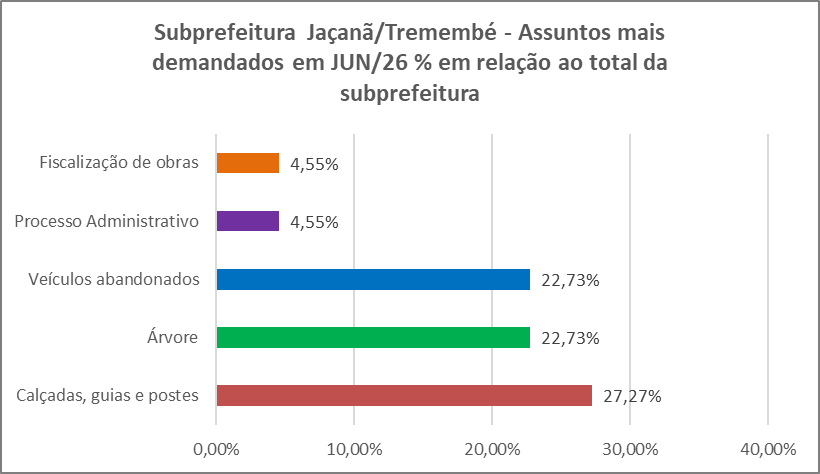 Subprefeitura Jaçanã/Tremembé - Assuntos mais
demandados em JUN/26 % em relação ao total da
subprefeitura
Fiscalização de obras
4,55%
Processo Administrativo
4,55%
Veículos abandonados
22,73%
Árvore
22,73%
Calçadas, guias e postes
27,27%
0,00%
10,00%
20,00%
30,00%
40,00%